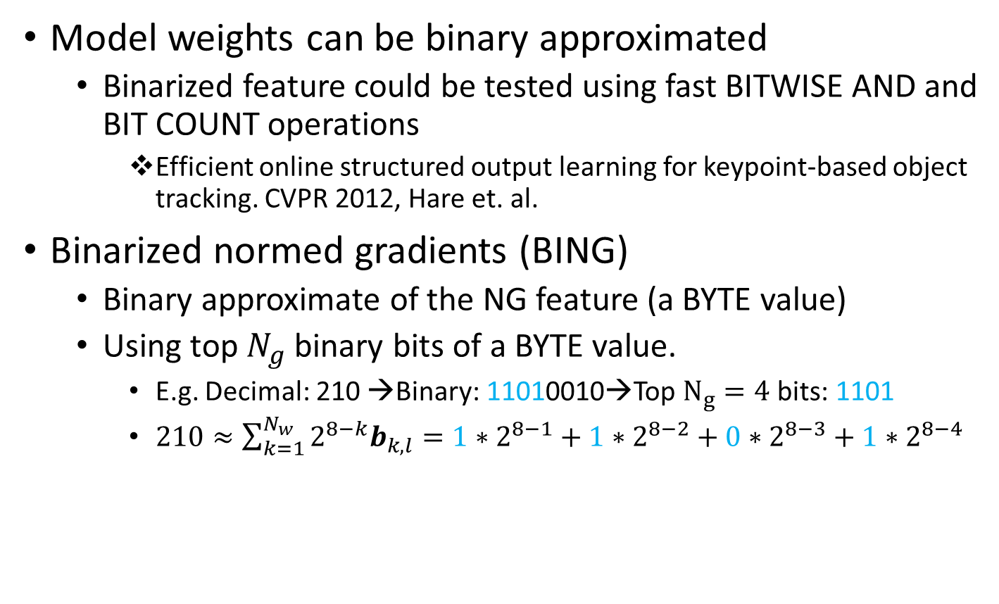 • Model weights can be binary approximated
• Binarized feature could be tested using fast BITWISE AND and
BIT COUNT operations
❖Efficient online structured output learning for keypoint-based object
tracking. CVPR 2012, Hare et. al.
• Binarized normed gradients (BING)
• Binary approximate of the NG feature (a BYTE value)
• Using top $N_g$ binary bits of a BYTE value.
• E.g. Decimal: 210 →Binary: 11010010→Top $\mathrm{N_g} = 4$ bits: 1101
• $210 \approx \sum_{k=1}^{N_w} 2^{8-k} \boldsymbol{b}_{k,l} = 1 * 2^{8-1} + 1 * 2^{8-2} + 0 * 2^{8-3} + 1 * 2^{8-4}$